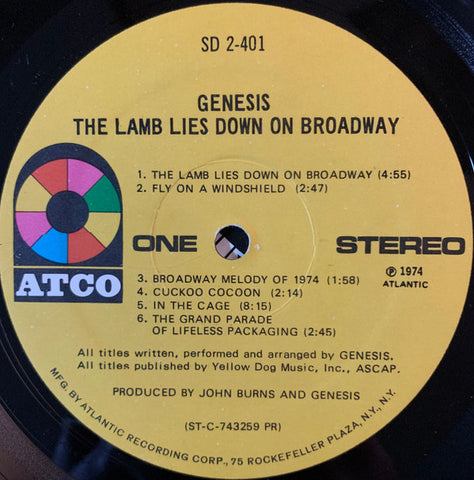 SD 2-401
GENESIS
THE LAMB LIES DOWN ON BROADWAY
1. THE LAMB LIES DOWN ON BROADWAY (4:55)
2. FLY ON A WINDSHIELD (2:47)
ATCO
ONE
STEREO
℗ 1974
ATLANTIC
3. BROADWAY MELODY OF 1974 (1:58)
4. CUCKOO COCOON (2:14)
5. IN THE CAGE (8:15)
6. THE GRAND PARADE
OF LIFELESS PACKAGING (2:45)
All titles written, performed and arranged by GENESIS.
All titles published by Yellow Dog Music, Inc., ASCAP.
PRODUCED BY JOHN BURNS AND GENESIS
(ST-C-743259 PR)
MFG. BY ATLANTIC RECORDING CORP., 75 ROCKEFELLER PLAZA, N.Y., N.Y.